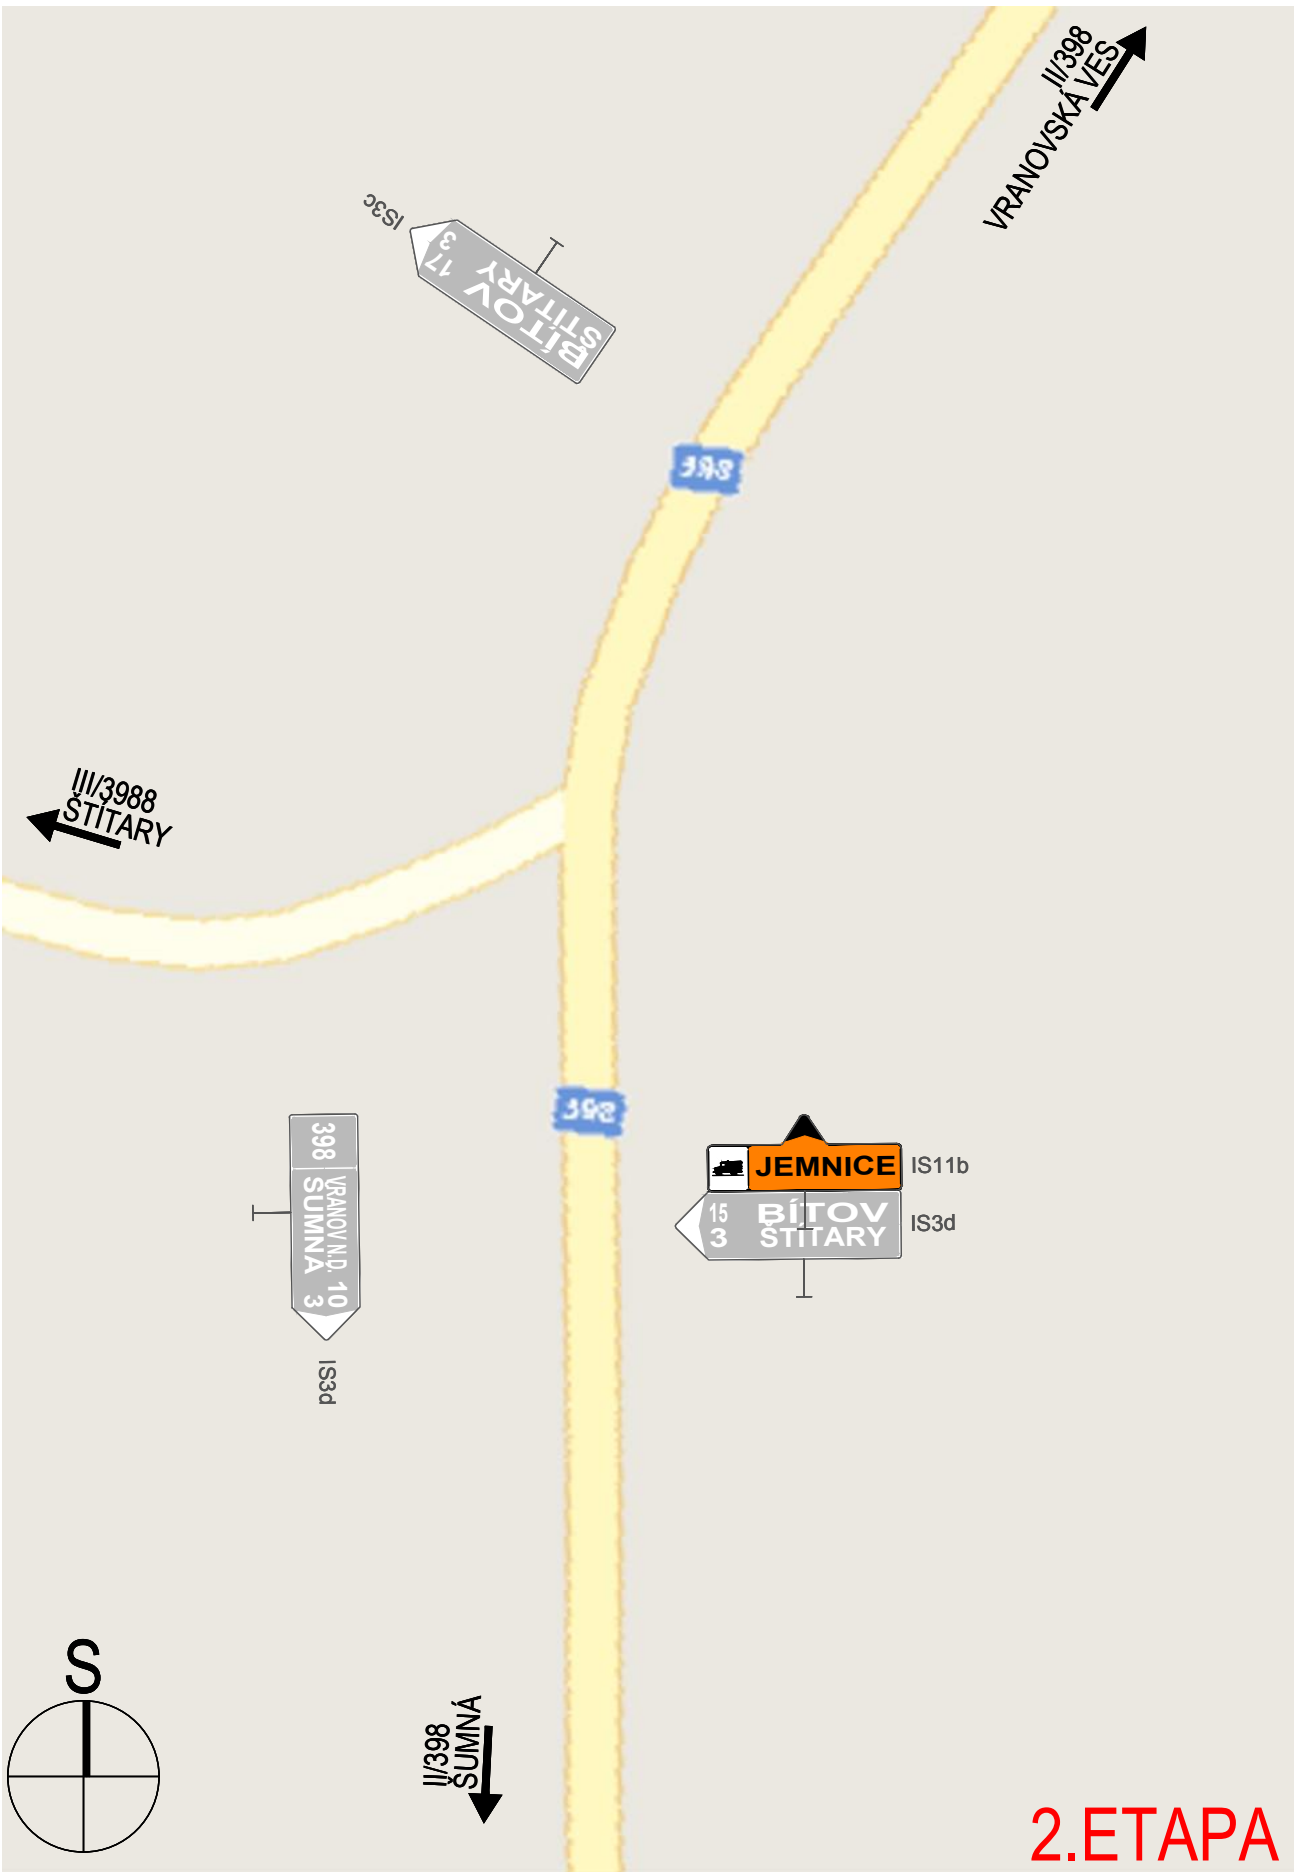 II/398
VRANOVSKÁ VES
IS3c
BÍTOV 17
ŠTÍTARY 3
398
III/3988
ŠTÍTARY
398
398
VRANOV N.D. 10
ŠUMNÁ 3
IS3d
JEMNICE
IS11b
15 BÍTOV
3 ŠTÍTARY
IS3d
S
II/398
ŠUMNÁ
2.ETAPA